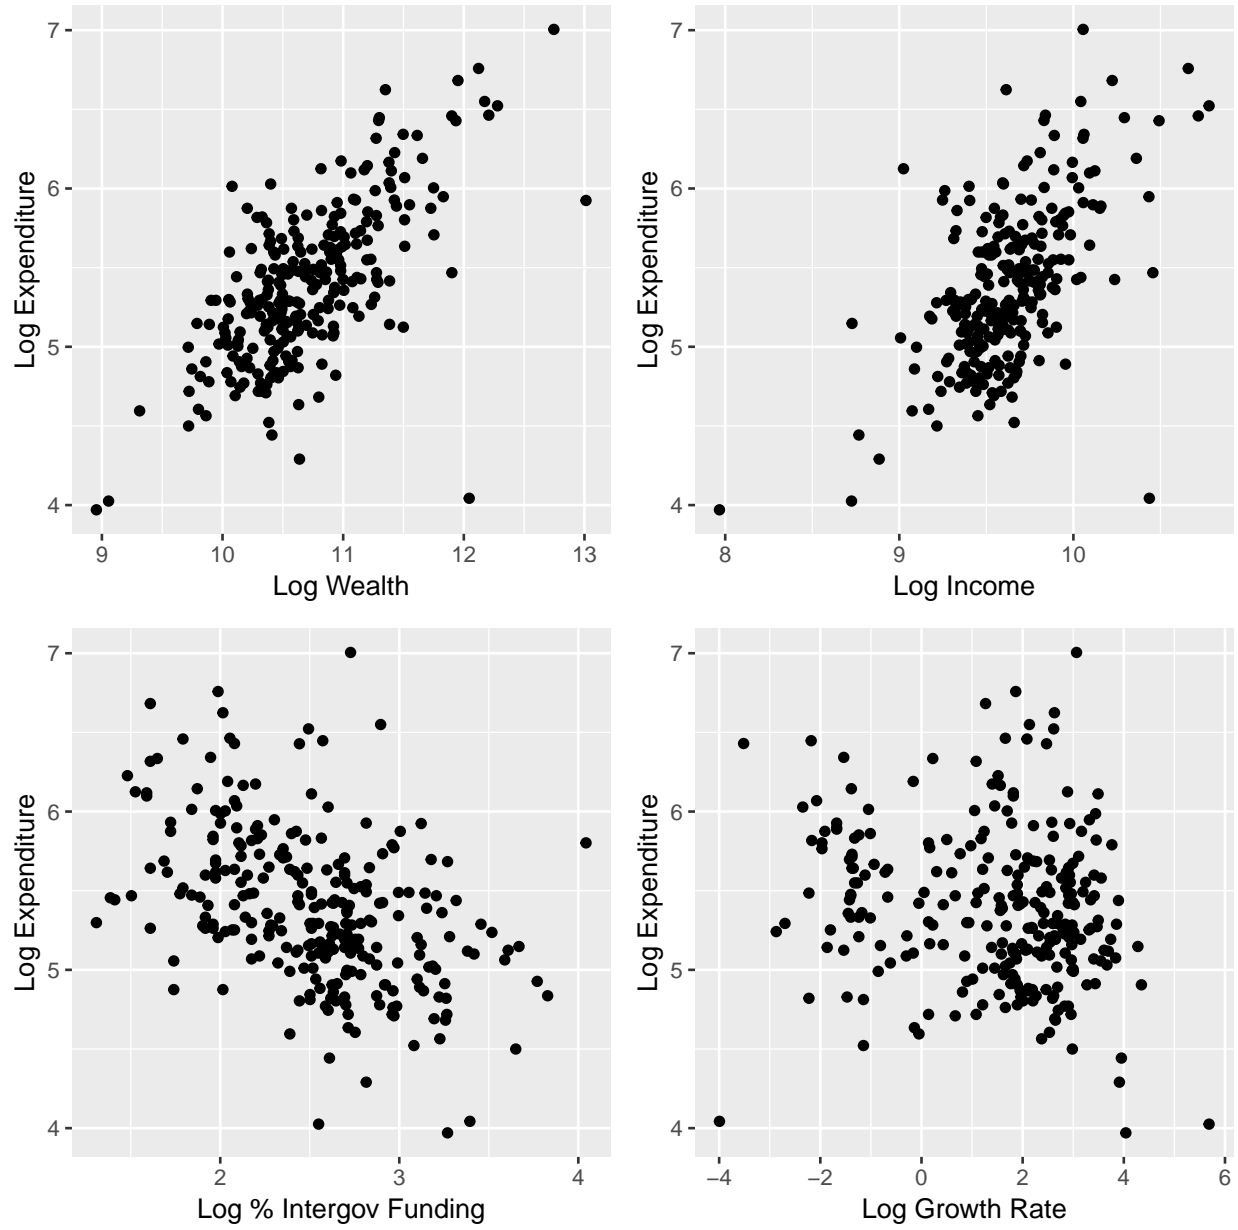 7
6
5
4
Log Expenditure
9 10 11 12 13
Log Wealth
7
6
5
4
Log Expenditure
8 9 10
Log Income
7
6
5
4
Log Expenditure
2 3 4
Log % Intergov Funding
7
6
5
4
Log Expenditure
−4 −2 0 2 4 6
Log Growth Rate